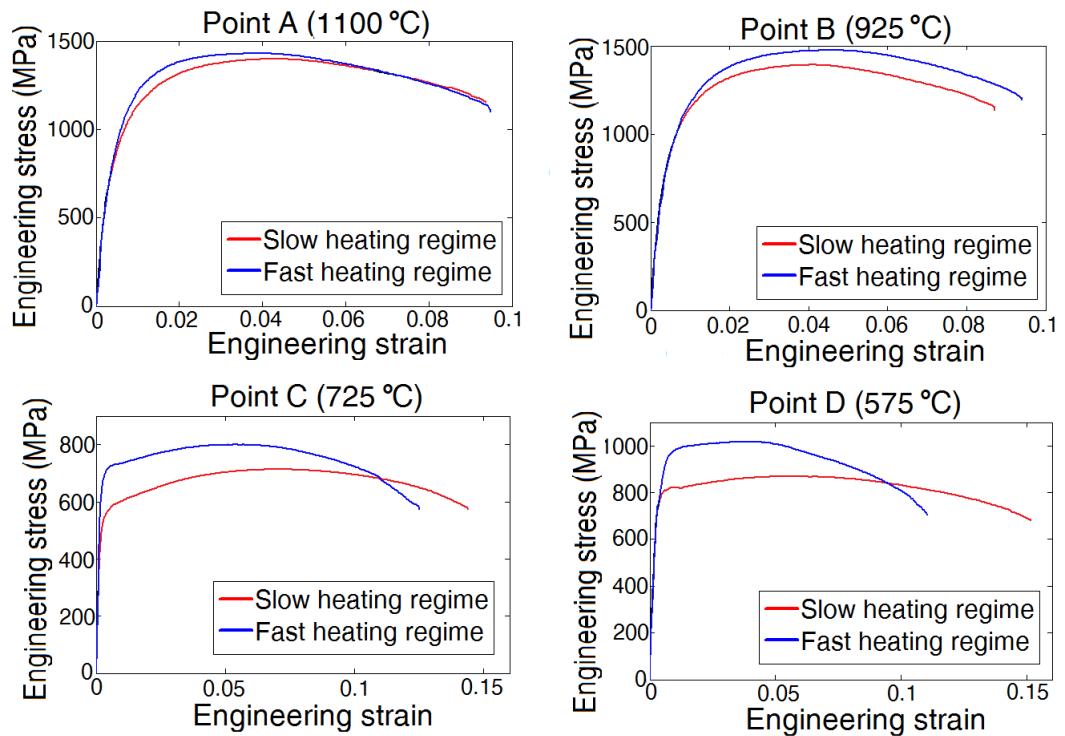 Point A (1100 °C)
Engineering stress (MPa)
1500
1000
500
0
0 0.02 0.04 0.06 0.08 0.1
Slow heating regime
Fast heating regime
Engineering strain
Point B (925 °C)
Engineering stress (MPa)
1500
1000
500
0
0 0.02 0.04 0.06 0.08 0.1
Slow heating regime
Fast heating regime
Engineering strain
Point C (725 °C)
Engineering stress (MPa)
800
600
400
200
0
0 0.05 0.1 0.15
Slow heating regime
Fast heating regime
Engineering strain
Point D (575 °C)
Engineering stress (MPa)
1000
800
600
400
200
0
0 0.05 0.1 0.15
Slow heating regime
Fast heating regime
Engineering strain